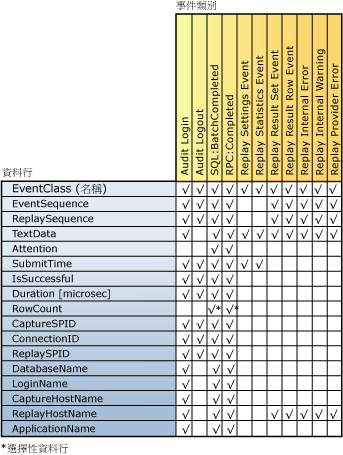 事件類別
Audit Login
Audit Logout
SQL:BatchCompleted
RPC:Completed
Replay Settings Event
Replay Statistics Event
Replay Result Set Event
Replay Result Row Event
Replay Internal Error
Replay Internal Warning
Replay Provider Error
資料行
EventClass (名稱) √ √ √ √ √ √ √ √ √ √ √
EventSequence √ √ √ √ √ √ √ √ √
ReplaySequence √ √ √ √ √ √ √ √ √
TextData √ √ √ √ √ √ √ √ √ √
Attention √ √
SubmitTime √ √ √ √ √ √
IsSuccessful √ √ √ √
Duration [microsec] √ √ √ √
RowCount √* √*
CaptureSPID √ √ √ √
ConnectionID √ √ √ √
ReplaySPID √ √ √ √
DatabaseName √ √ √
LoginName √ √ √
CaptureHostName √ √ √
ReplayHostName √ √ √ √ √ √ √ √
ApplicationName √ √ √
*選擇性資料行